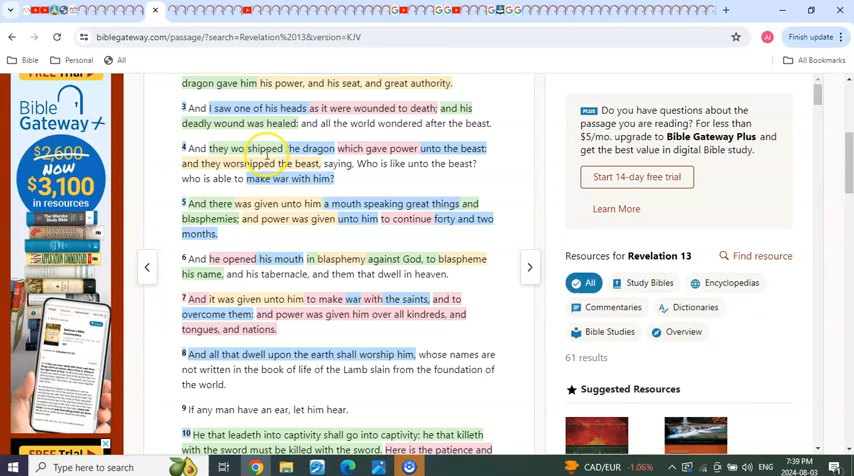 biblegateway.com/passage/?search=Revelation%2013&version=KJV
AI
Finish update
Bible
Personal
All
All Bookmarks
BIBLE
GATEWAY+
$2,600
NOW
$3,100
in resources
dragon gave him his power, and his seat, and great authority.
3 And I saw one of his heads as it were wounded to death; and his
deadly wound was healed: and all the world wondered after the beast.
4 And they worshipped the dragon which gave power unto the beast:
and they worshipped the beast, saying, Who is like unto the beast?
who is able to make war with him?
5 And there was given unto him a mouth speaking great things and
blasphemies; and power was given unto him to continue forty and two
months.
6 And he opened his mouth in blasphemy against God, to blaspheme
his name, and his tabernacle, and them that dwell in heaven.
7 And it was given unto him to make war with the saints, and to
overcome them: and power was given him over all kindreds, and
tongues, and nations.
8 And all that dwell upon the earth shall worship him, whose names are
not written in the book of life of the Lamb slain from the foundation of
the world.
9 If any man have an ear, let him hear.
10 He that leadeth into captivity shall go into captivity: he that killeth
with the sword must be killed with the sword. Here is the patience and
PLUS Do you have questions about the
passage you are reading? For less than
$5/mo. upgrade to Bible Gateway Plus and
get the best value in digital Bible study.
Start 14-day free trial
Learn More
Resources for Revelation 13
Find resource
All
Study Bibles
Encyclopedias
Commentaries
Dictionaries
Bible Studies
Overview
61 results
Suggested Resources
Type here to search
CAD/EUR -1.06%
ENG
7:39 PM
2024-08-03